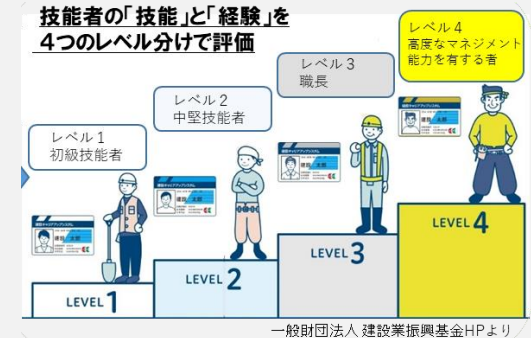 技能者の「技能」と「経験」を
4つのレベル分けで評価
レベル4
高度なマネジメント
能力を有する者
レベル3
職長
レベル2
中堅技能者
レベル1
初級技能者
LEVEL 4
LEVEL 3
LEVEL 2
LEVEL 1
一般財団法人 建設業振興基金HPより